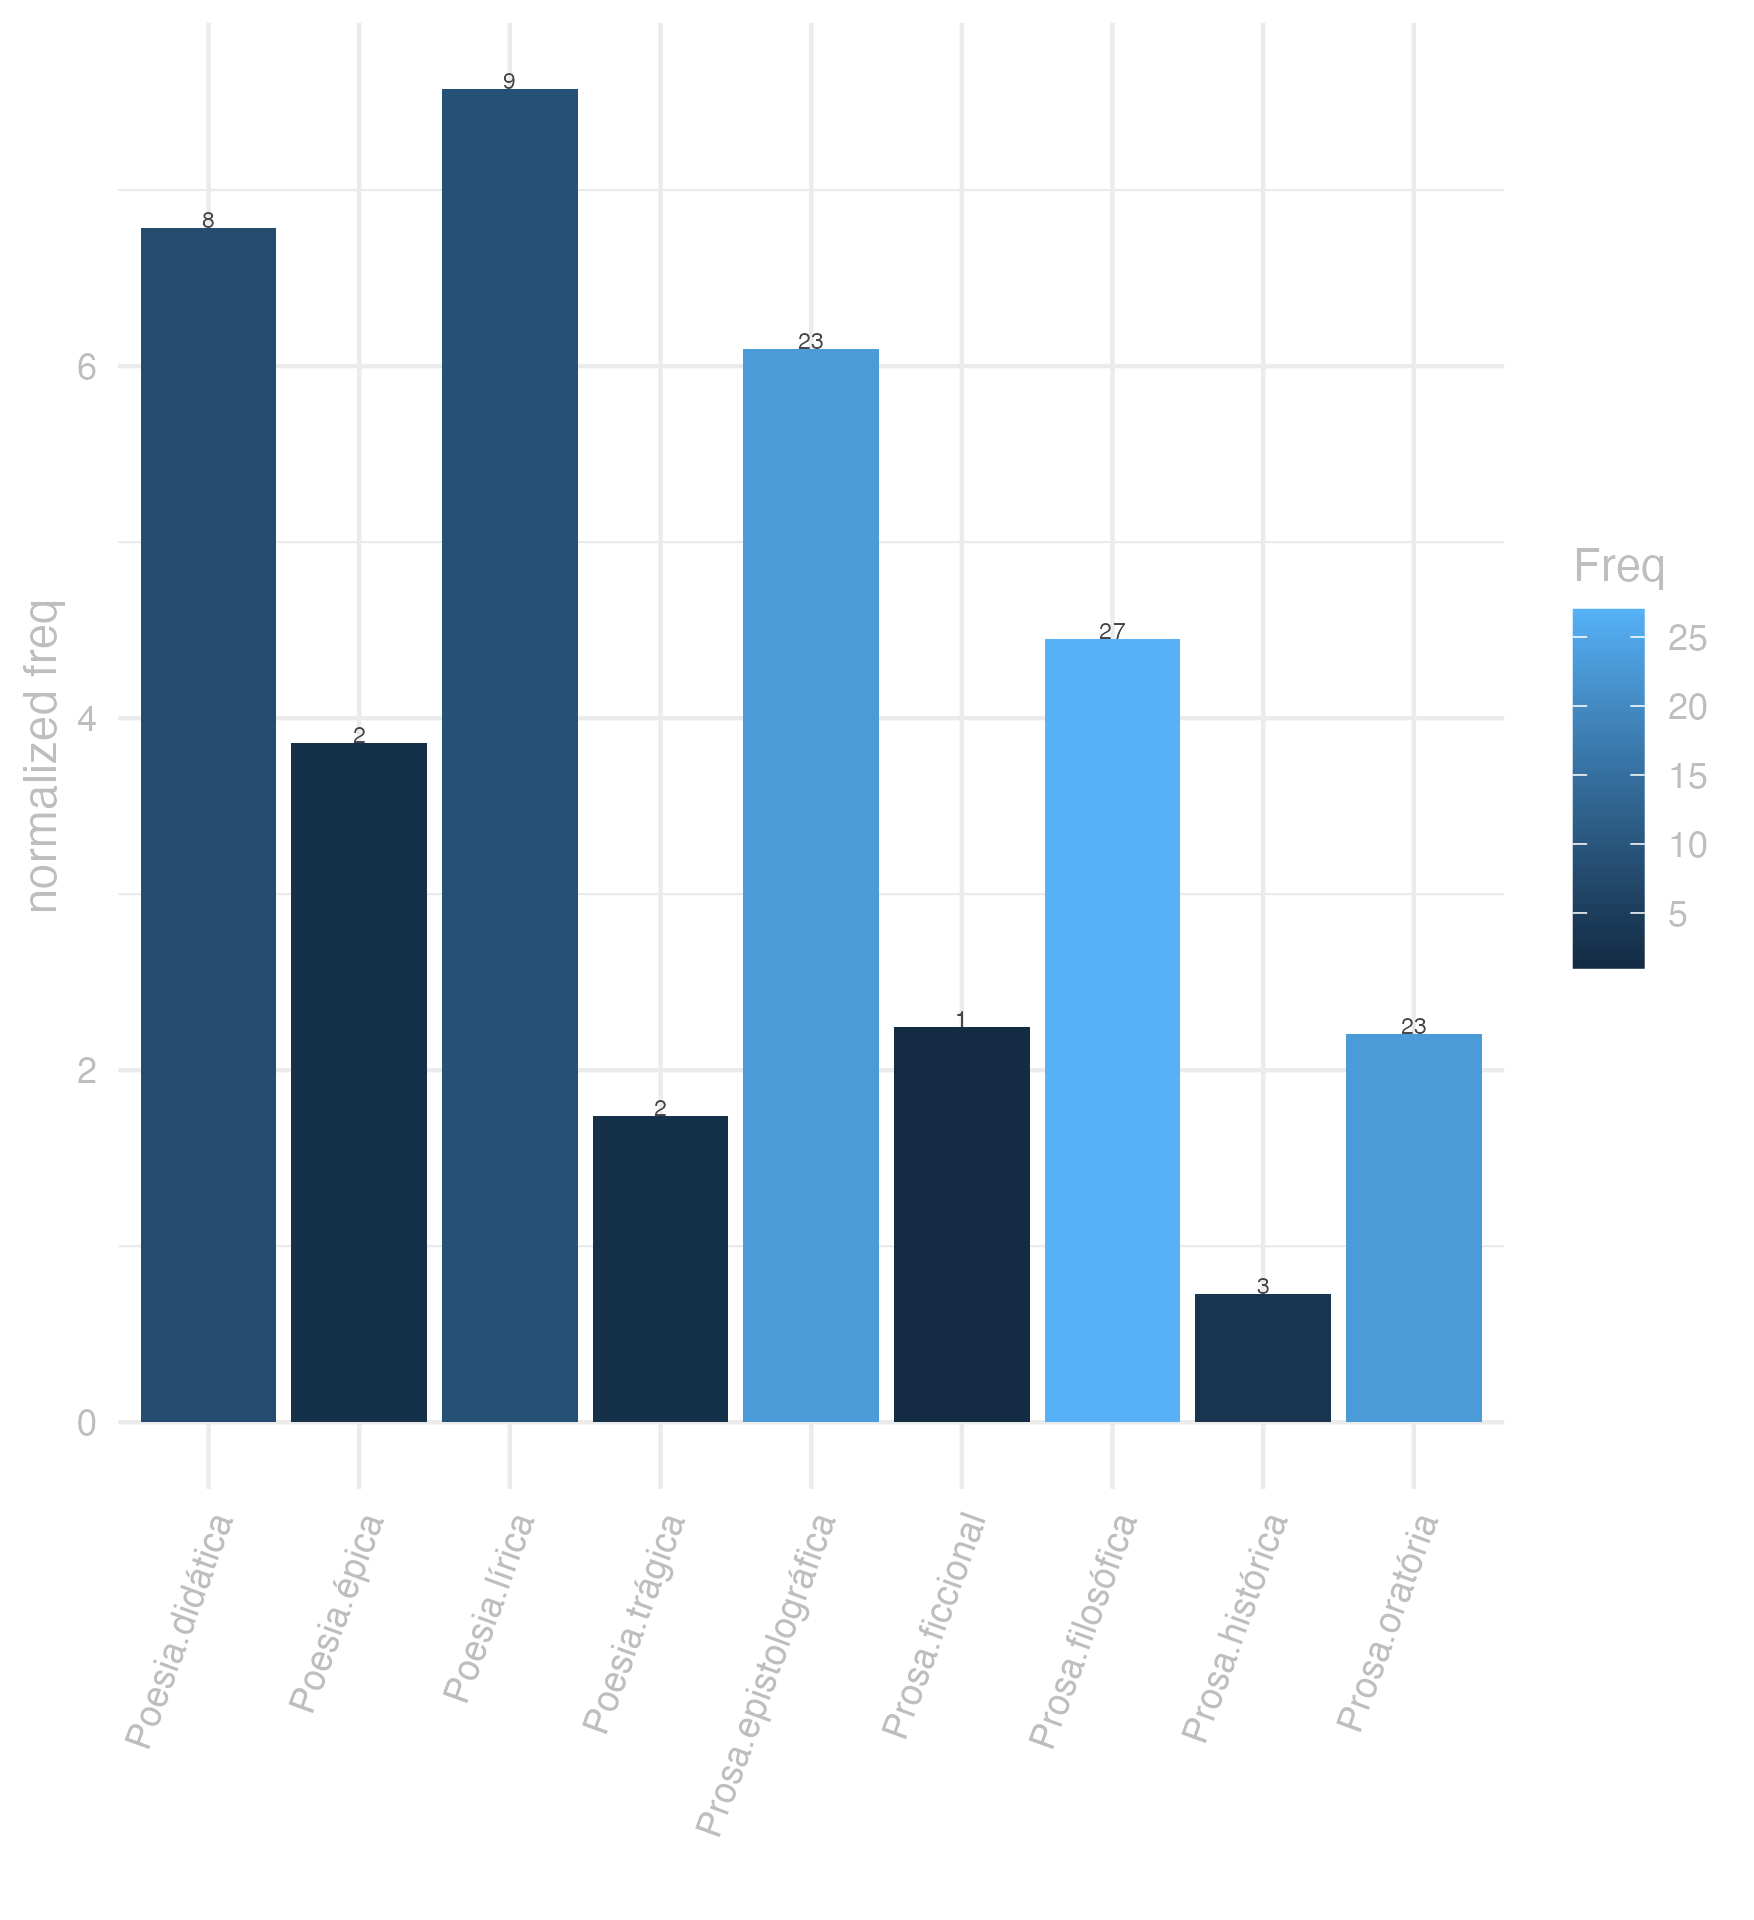 normalized freq
6
4
2
0
8
2
9
2
23
1
27
3
23
Poesia.didática
Poesia.épica
Poesia.lírica
Poesia.trágica
Prosa.epistolográfica
Prosa.ficcional
Prosa.filosófica
Prosa.histórica
Prosa.oratória
Freq
25
20
15
10
5